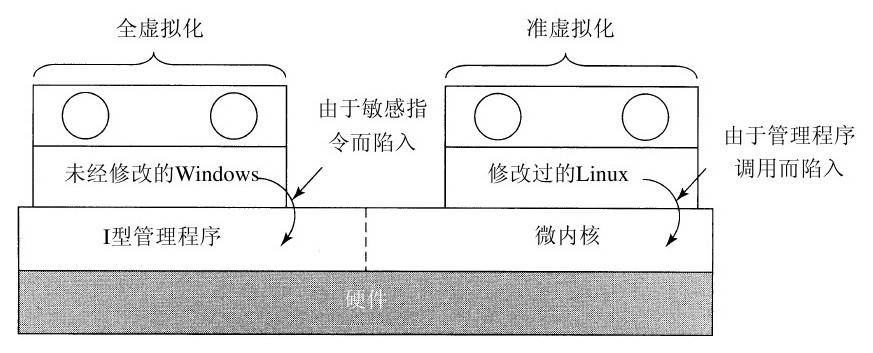 全虚拟化
准虚拟化
由于敏感指
令而陷入
由于管理程序
调用而陷入
未经修改的Windows
修改过的Linux
I型管理程序
微内核
硬件